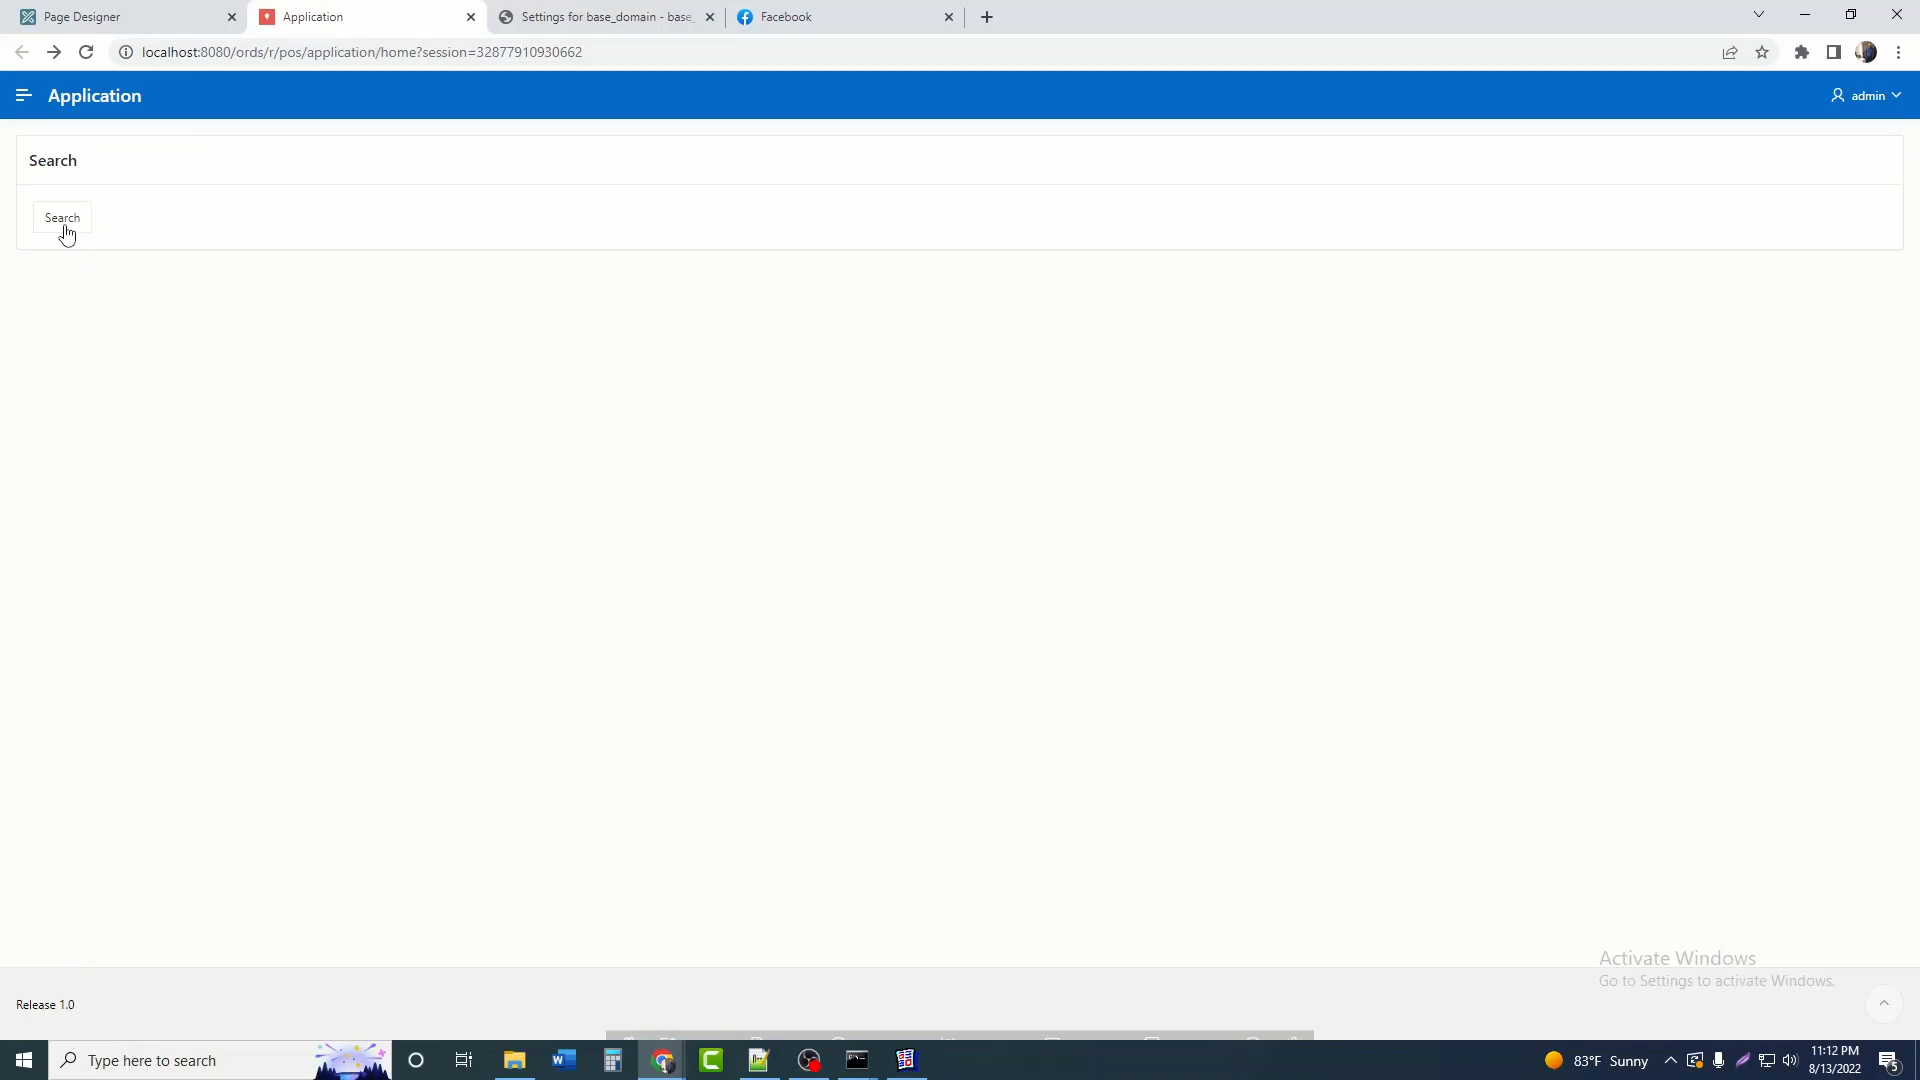 Page Designer
Application
Settings for base_domain - base_
Facebook
localhost:8080/ords/r/pos/application/home?session=32877910930662
Application
admin
Search
Search
Activate Windows
Go to Settings to activate Windows.
Release 1.0
Type here to search
83°F Sunny
11:12 PM
8/13/2022
5